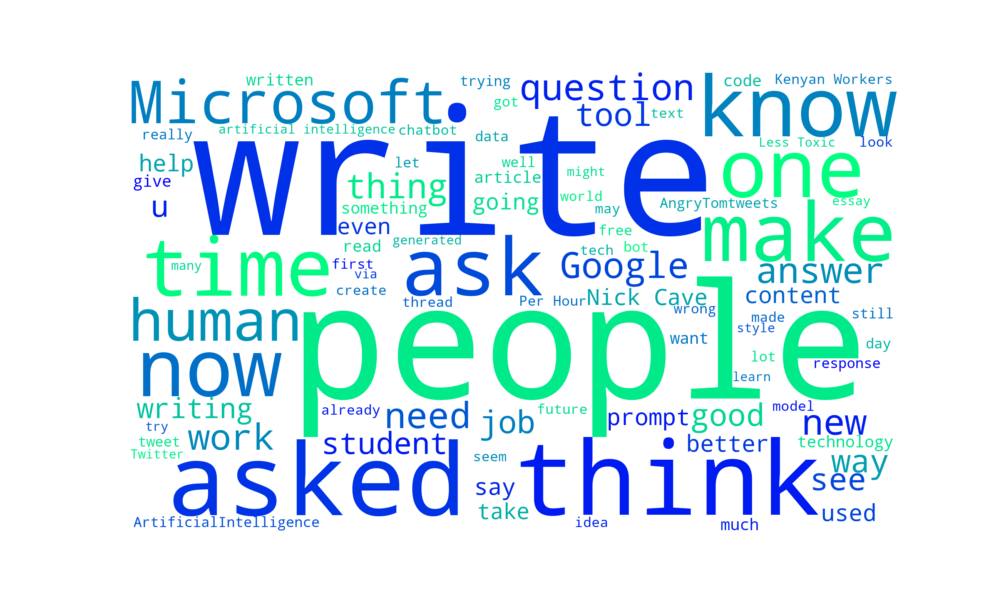 written
trying
Microsoft
question
code
Kenyan Workers
know
got
tool
text
really
artificial intelligence
chatbot
data
Less Toxic
look
write
help
let
well
article
might
one
give
thing
u
something
going
world
may
AngryTomtweets
essay
even
free
make
time
read
generated
tech
bot
many
first
via
ask
Google
answer
create
thread
Per Hour
Nick Cave
content
human
wrong
made
still
people
style
want
day
now
lot
response
learn
writing
already
need
job
future
prompt
good
model
new
try
tweet
work
student
better
technology
Twitter
seem
way
asked
think
see
say
take
used
ArtificialIntelligence
idea
much